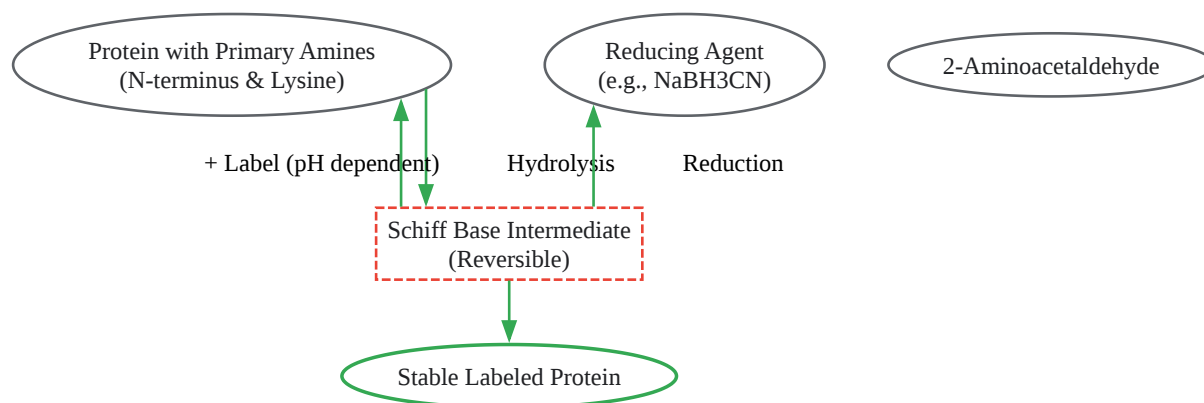 Protein with Primary Amines
(N-terminus & Lysine)
Reducing Agent
(e.g., NaBH3CN)
2-Aminoacetaldehyde
+ Label (pH dependent)
Hydrolysis
Reduction
Schiff Base Intermediate
(Reversible)
Stable Labeled Protein